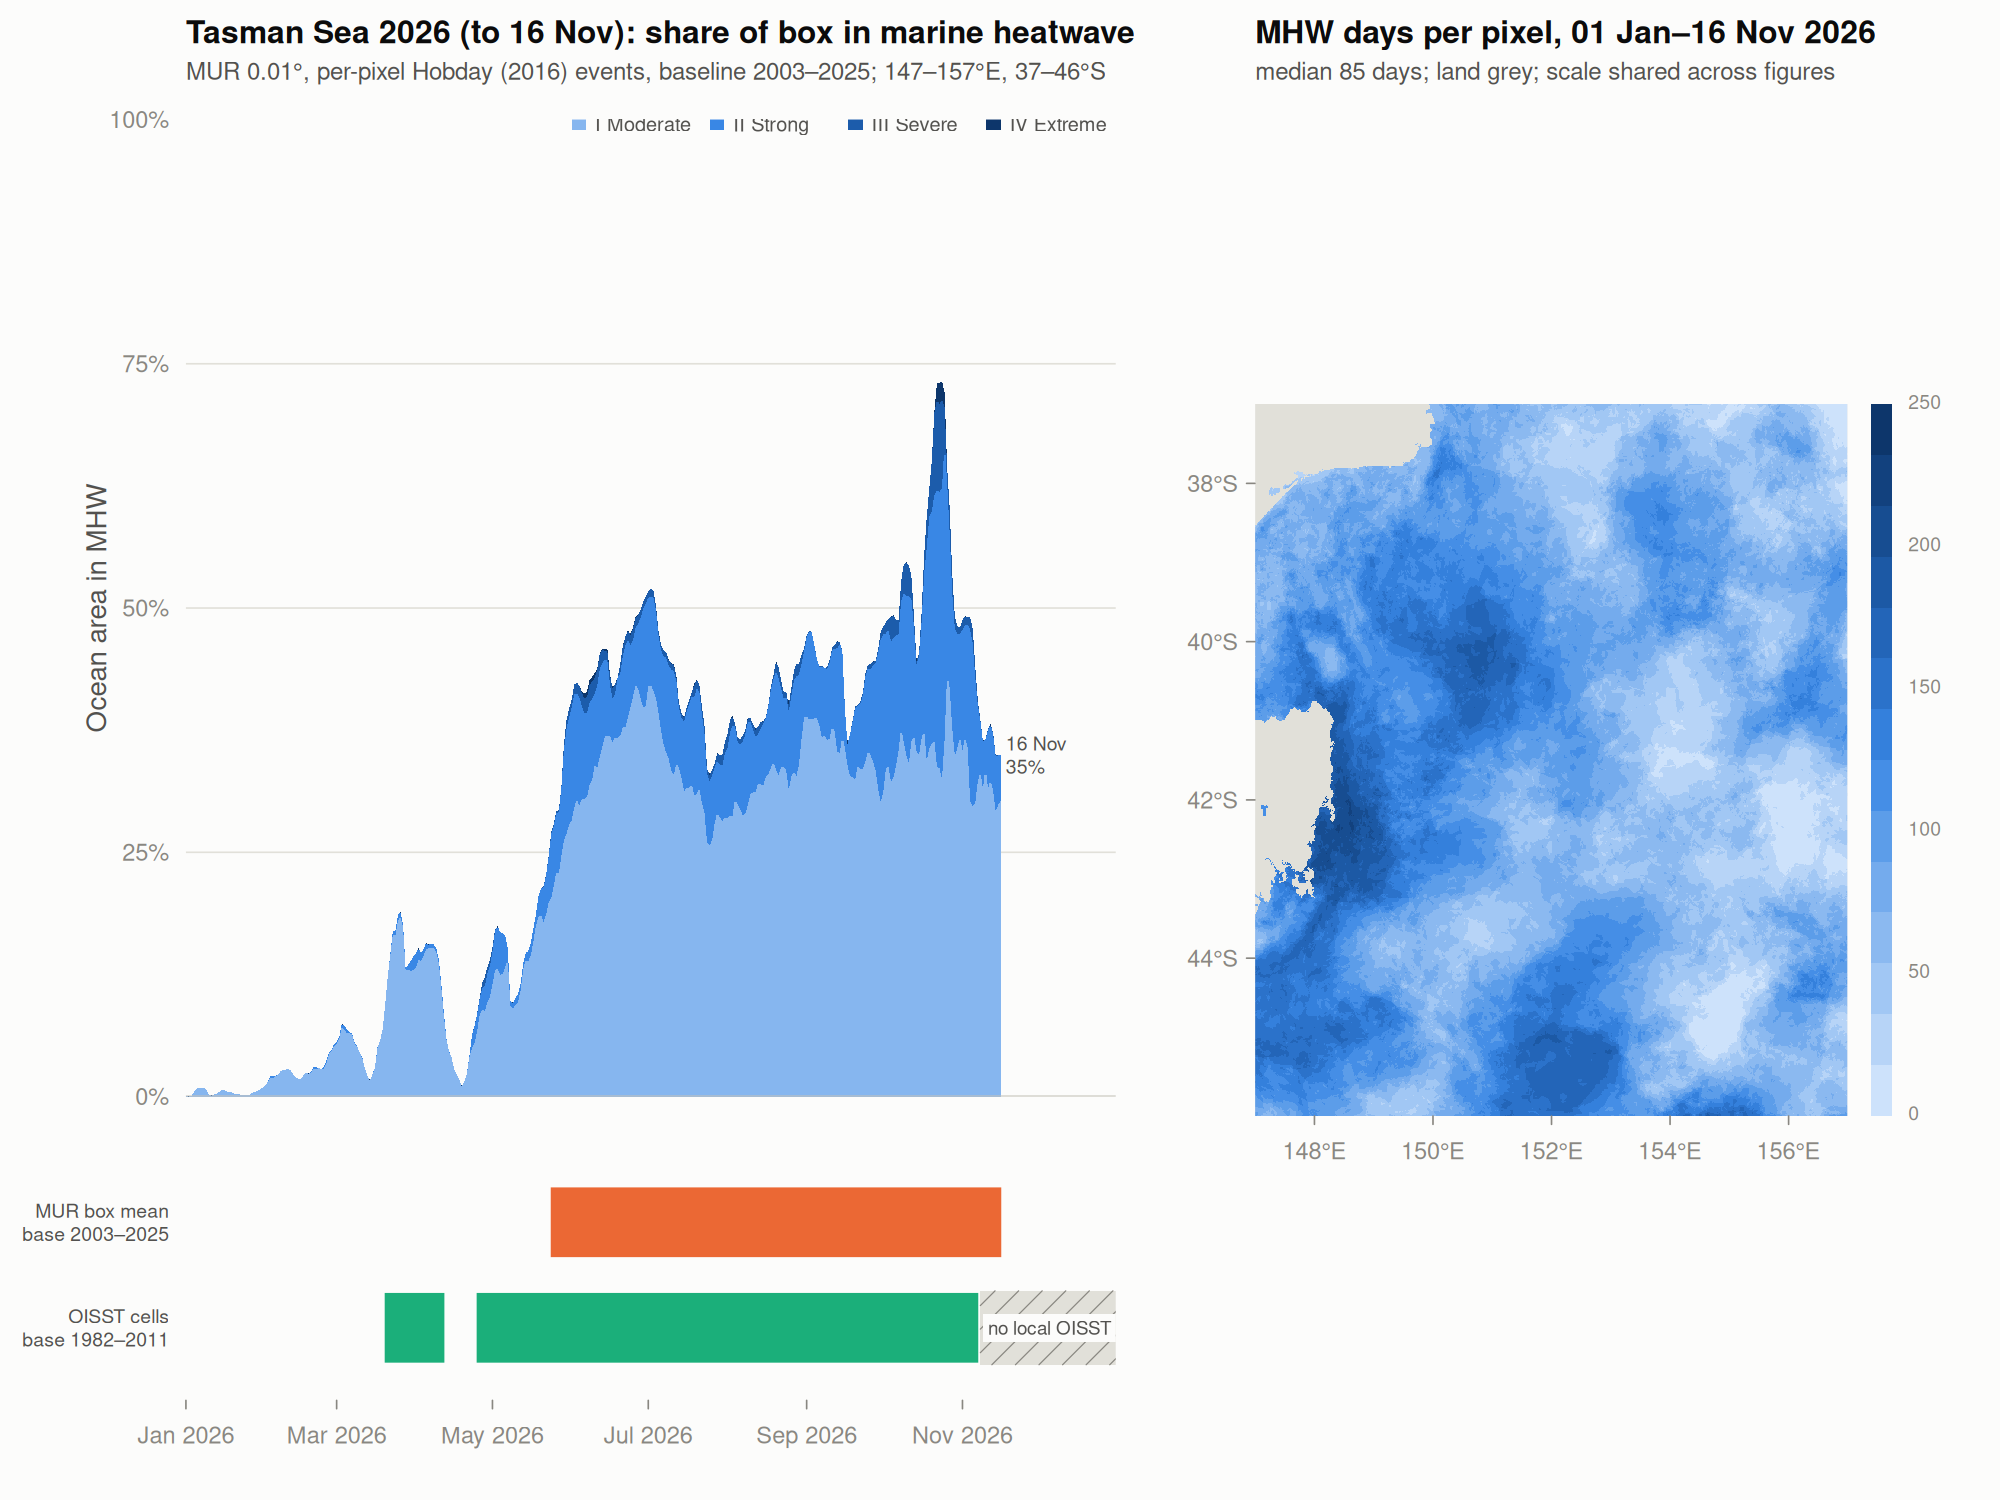 Tasman Sea 2026 (to 16 Nov): share of box in marine heatwave
MUR 0.01°, per-pixel Hobday (2016) events, baseline 2003–2025; 147–157°E, 37–46°S
100%
I Moderate
II Strong
III Severe
IV Extreme
75%
50%
25%
0%
Ocean area in MHW
16 Nov
35%
MUR box mean
base 2003–2025
OISST cells
base 1982–2011
no local OISST
Jan 2026
Mar 2026
May 2026
Jul 2026
Sep 2026
Nov 2026
MHW days per pixel, 01 Jan–16 Nov 2026
median 85 days; land grey; scale shared across figures
38°S
40°S
42°S
44°S
148°E
150°E
152°E
154°E
156°E
250
200
150
100
50
0